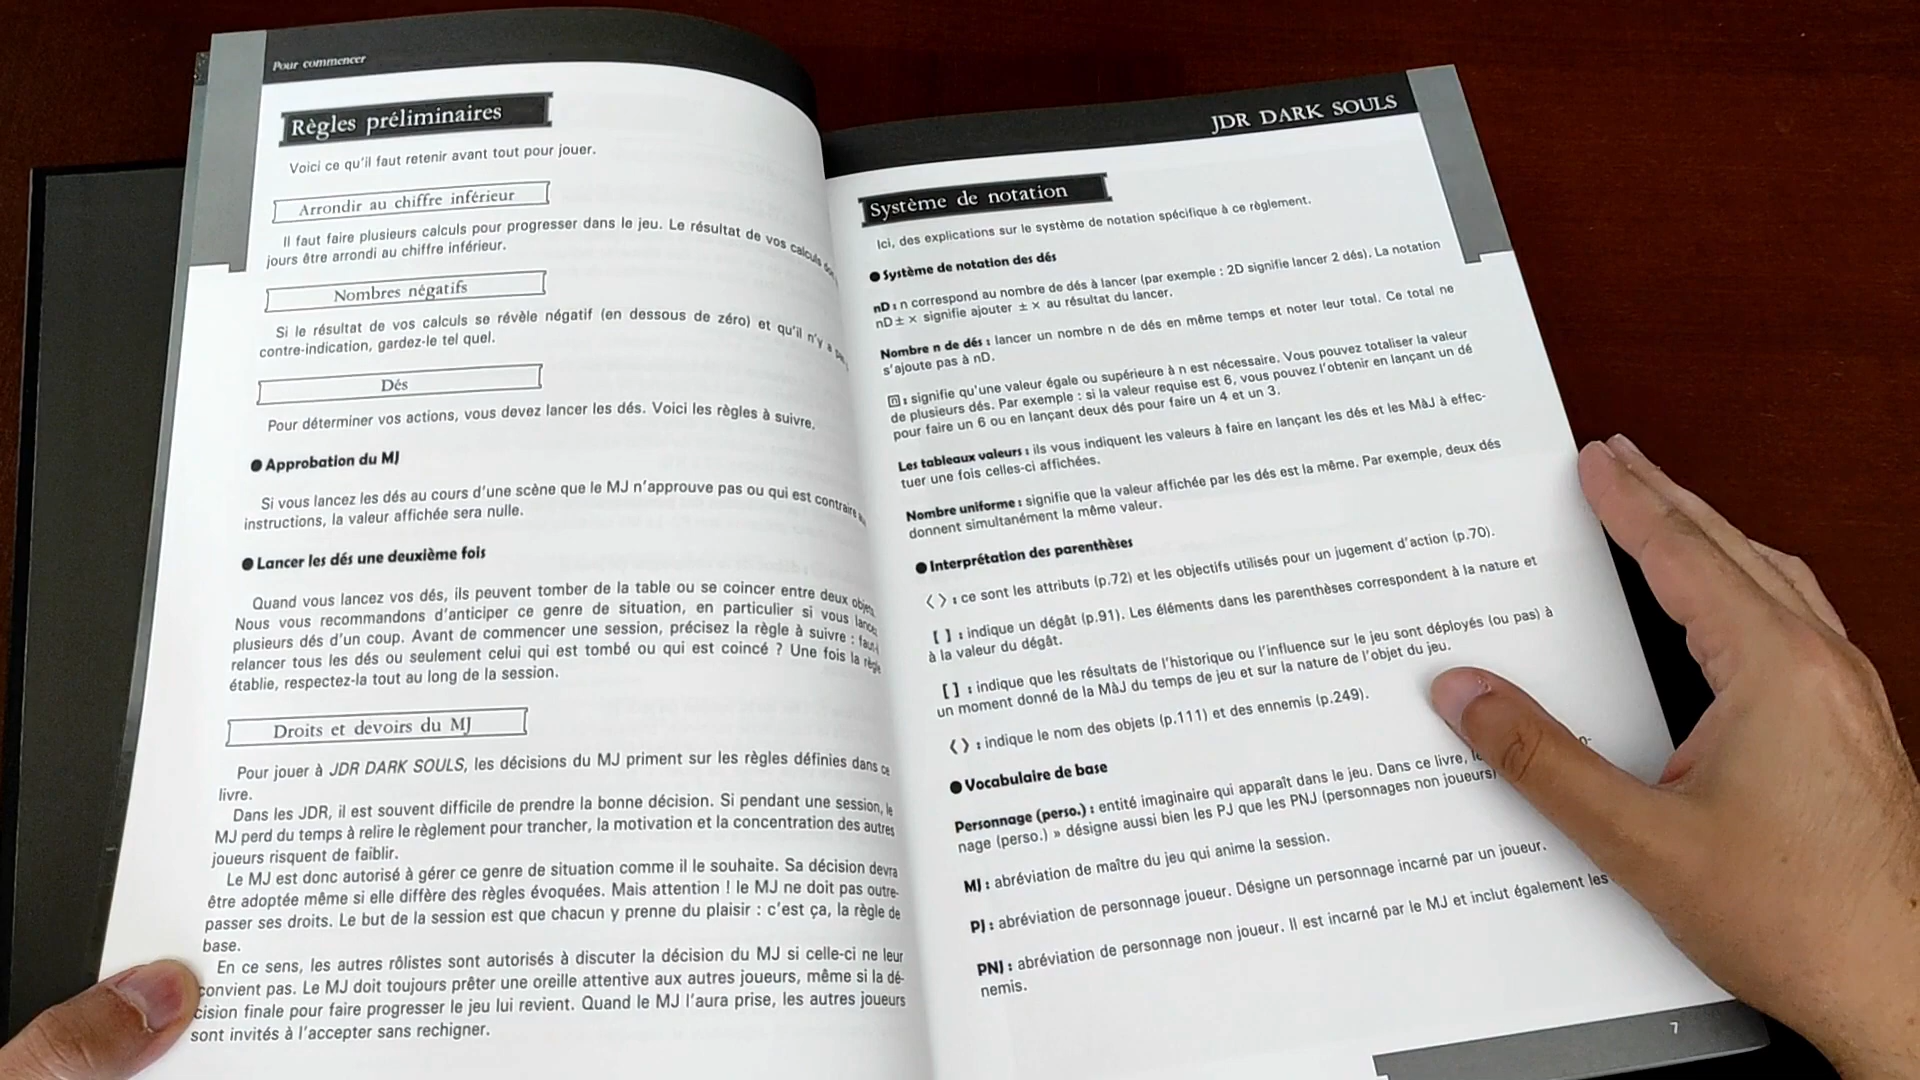 Pour commencer
Règles préliminaires
Voici ce qu'il faut retenir avant tout pour jouer.
Arrondir au chiffre inférieur
Il faut faire plusieurs calculs pour progresser dans le jeu. Le résultat de vos calculs
jours être arrondi au chiffre inférieur.
Nombres négatifs
Si le résultat de vos calculs se révèle négatif (en dessous de zéro) et qu'il n'y a
contre-indication, gardez-le tel quel.
Dés
Pour déterminer vos actions, vous devez lancer les dés. Voici les règles à suivre.
● Approbation du MJ
Si vous lancez les dés au cours d'une scène que le MJ n'approuve pas ou qui est contraire
instructions, la valeur affichée sera nulle.
● Lancer les dés une deuxième fois
Quand vous lancez vos dés, ils peuvent tomber de la table ou se coincer entre deux objets.
Nous vous recommandons d'anticiper ce genre de situation, en particulier si vous lancez
plusieurs dés d'un coup. Avant de commencer une session, précisez la règle à suivre : faut-il
relancer tous les dés ou seulement celui qui est tombé ou qui est coincé ? Une fois la règle
établie, respectez-la tout au long de la session.
Droits et devoirs du MJ
Pour jouer à JDR DARK SOULS, les décisions du MJ priment sur les règles définies dans ce
livre.
Dans les JDR, il est souvent difficile de prendre la bonne décision. Si pendant une session, le
MJ perd du temps à relire le règlement pour trancher, la motivation et la concentration des autres
joueurs risquent de faiblir.
Le MJ est donc autorisé à gérer ce genre de situation comme il le souhaite. Sa décision devra
être adoptée même si elle diffère des règles évoquées. Mais attention ! le MJ ne doit pas outre-
passer ses droits. Le but de la session est que chacun y prenne du plaisir : c'est ça, la règle de
base.
En ce sens, les autres rôlistes sont autorisés à discuter la décision du MJ si celle-ci ne leur
convient pas. Le MJ doit toujours prêter une oreille attentive aux autres joueurs, même si la dé-
cision finale pour faire progresser le jeu lui revient. Quand le MJ l'aura prise, les autres joueurs
sont invités à l'accepter sans rechigner.
JDR DARK SOULS
Système de notation
Ici, des explications sur le système de notation spécifique à ce règlement.
● Système de notation des dés
nD : n correspond au nombre de dés à lancer (par exemple : 2D signifie lancer 2 dés). La notation
nD ± × signifie ajouter ± × au résultat du lancer.
Nombre n de dés : lancer un nombre n de dés en même temps et noter leur total. Ce total ne
s'ajoute pas à nD.
[n] : signifie qu'une valeur égale ou supérieure à n est nécessaire. Vous pouvez totaliser la valeur
de plusieurs dés. Par exemple : si la valeur requise est 6, vous pouvez l'obtenir en lançant un dé
pour faire un 6 ou en lançant deux dés pour faire un 4 et un 3.
Les tableaux valeurs : ils vous indiquent les valeurs à faire en lançant les dés et les MàJ à effec-
tuer une fois celles-ci affichées.
Nombre uniforme : signifie que la valeur affichée par les dés est la même. Par exemple, deux dés
donnent simultanément la même valeur.
● Interprétation des parenthèses
〈 〉 : ce sont les attributs (p.72) et les objectifs utilisés pour un jugement d'action (p.70).
[ ] : indique un dégât (p.91). Les éléments dans les parenthèses correspondent à la nature et
à la valeur du dégât.
[ ] : indique que les résultats de l'historique ou l'influence sur le jeu sont déployés (ou pas) à
un moment donné de la MàJ du temps de jeu et sur la nature de l'objet du jeu.
〈 〉 : indique le nom des objets (p.111) et des ennemis (p.249).
● Vocabulaire de base
Personnage (perso.) : entité imaginaire qui apparaît dans le jeu. Dans ce livre,
nage (perso.) » désigne aussi bien les PJ que les PNJ (personnages non joueurs)
MJ : abréviation de maître du jeu qui anime la session.
PJ : abréviation de personnage joueur. Désigne un personnage incarné par un joueur.
PNJ : abréviation de personnage non joueur. Il est incarné par le MJ et inclut également les
nemis.
7